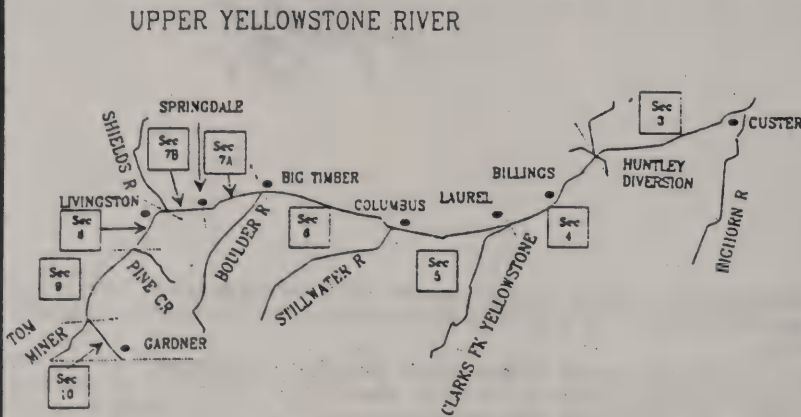 UPPER YELLOWSTONE RIVER
SPRINGDALE
SHIELDS R
Sec
7B
Sec
7A
Sec
3
CUSTER
LIVINGSTON
BIG TIMBER
BILLINGS
HUNTLEY
DIVERSION
COLUMBUS
LAUREL
Sec
8
BOULDER R
Sec
6
Sec
4
Sec
9
PINE CR
STILLWATER R
Sec
5
CLARKS FK YELLOWSTONE
INGHORN R
TOM
MINER
GARDNER
Sec
10